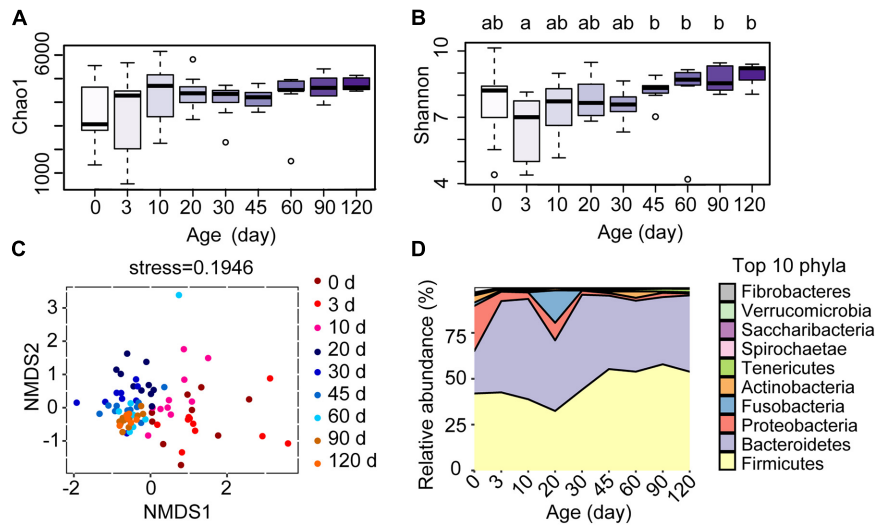 A
Chao1
6000
1000
0 3 10 20 30 45 60 90 120
Age (day)
B
ab a ab ab ab b b b b
Shannon
10
7
4
0 3 10 20 30 45 60 90 120
Age (day)
C
stress=0.1946
NMDS2
3
2
1
0
-1
-2 0 2
NMDS1
0 d
3 d
10 d
20 d
30 d
45 d
60 d
90 d
120 d
D
Relative abundance (%)
75
50
25
0
0 3 10 20 30 45 60 90 120
Age (day)
Top 10 phyla
Fibrobacteres
Verrucomicrobia
Saccharibacteria
Spirochaetae
Tenericutes
Actinobacteria
Fusobacteria
Proteobacteria
Bacteroidetes
Firmicutes